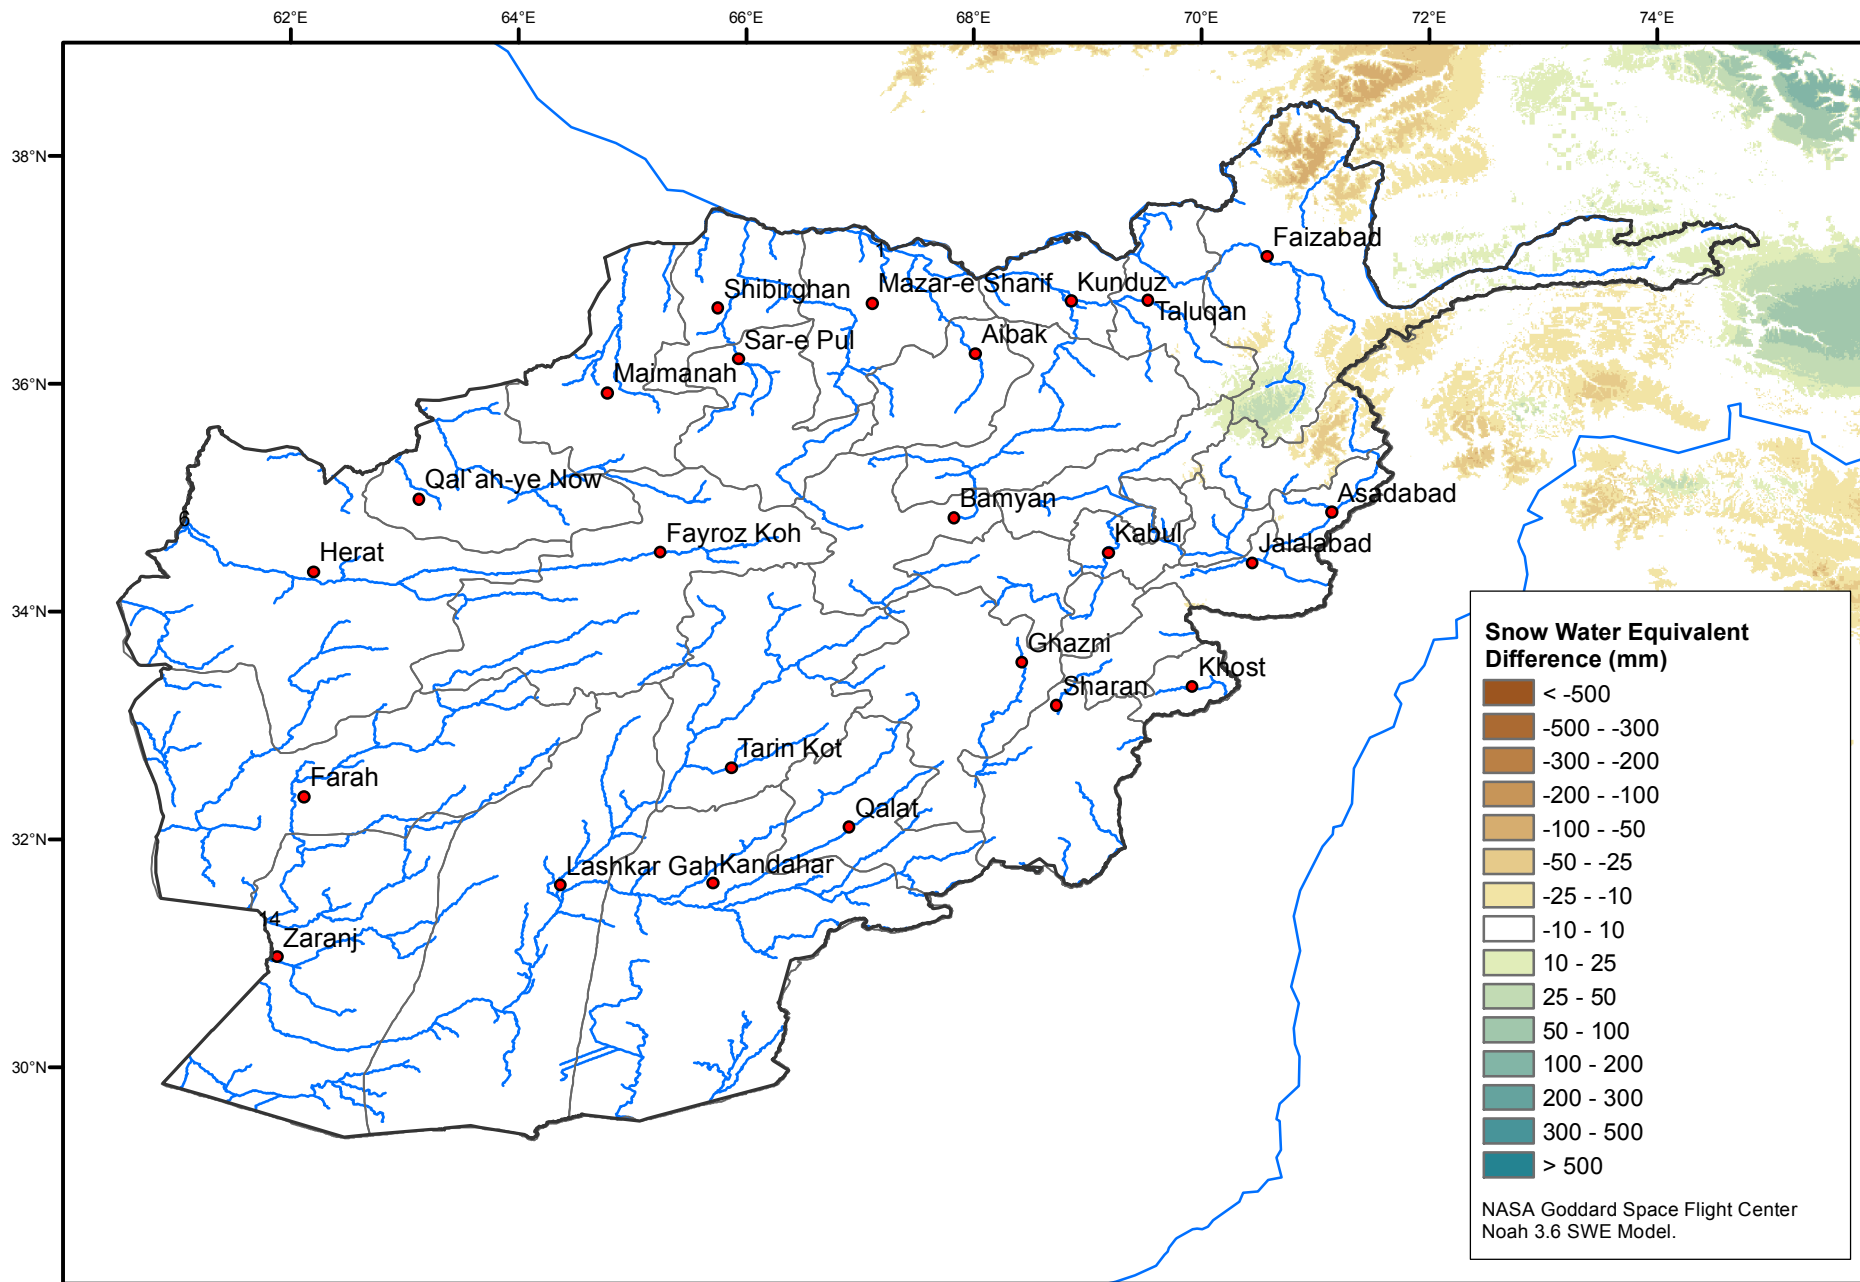 62°E 64°E 66°E 68°E 70°E 72°E 74°E
38°N
36°N
34°N
32°N
30°N
Faizabad
Shibirghan
Mazar-e Sharif
Kunduz
Taluqan
Sar-e Pul
Aibak
Maimanah
Qal ah-ye Now
Bamyan
Asadabad
6
Herat
Fayroz Koh
Kabul
Jalalabad
Ghazni
Khost
Sharan
Tarin Kot
Farah
Qalat
Lashkar Gah
Kandahar
14
Zaranj
Snow Water Equivalent
Difference (mm)
< -500
-500 - -300
-300 - -200
-200 - -100
-100 - -50
-50 - -25
-25 - -10
-10 - 10
10 - 25
25 - 50
50 - 100
100 - 200
200 - 300
300 - 500
> 500
NASA Goddard Space Flight Center
Noah 3.6 SWE Model.